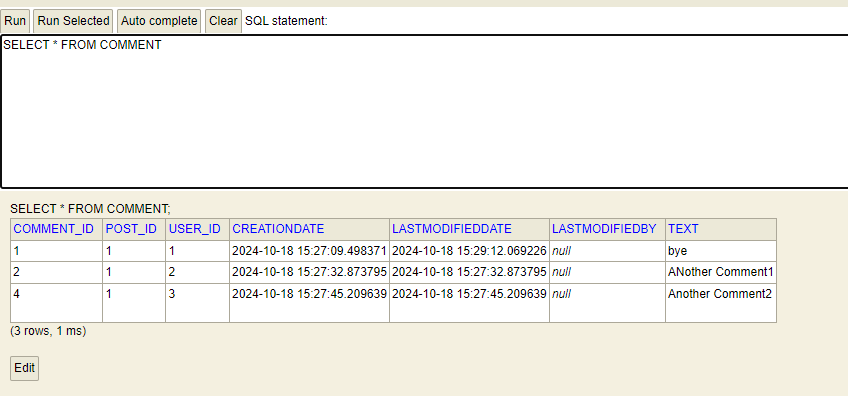 Run Run Selected Auto complete Clear SQL statement:
SELECT * FROM COMMENT
SELECT * FROM COMMENT;
COMMENT_ID POST_ID USER_ID CREATIONDATE LASTMODIFIEDDATE LASTMODIFIEDBY TEXT
1 1 1 2024-10-18 15:27:09.498371 2024-10-18 15:29:12.069226 null bye
2 1 2 2024-10-18 15:27:32.873795 2024-10-18 15:27:32.873795 null ANother Comment1
4 1 3 2024-10-18 15:27:45.209639 2024-10-18 15:27:45.209639 null Another Comment2
(3 rows, 1 ms)
Edit